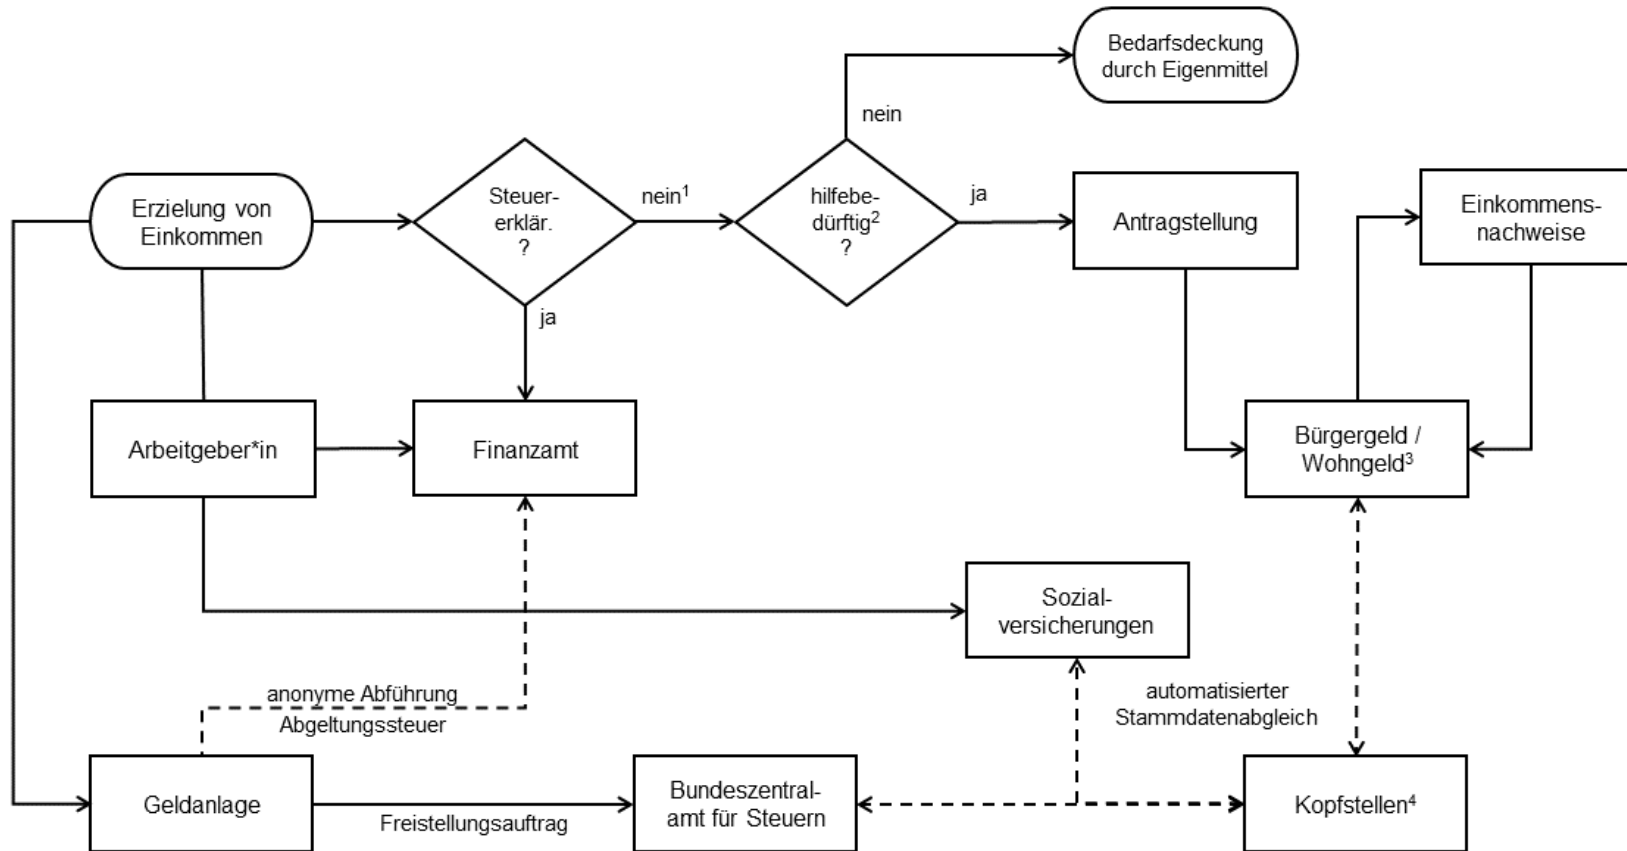 Bedarfsdeckung
durch Eigenmittel
nein
Erzielung von
Einkommen
Steuer-
erklär.
?
nein¹
hilfebe-
dürftig²
?
ja
Antragstellung
Einkommens-
nachweise
ja
Arbeitgeber*in
Finanzamt
Bürgergeld /
Wohngeld³
Sozial-
versicherungen
anonyme Abführung
Abgeltungssteuer
automatisierter
Stammdatenabgleich
Geldanlage
Freistellungsauftrag
Bundeszentral-
amt für Steuern
Kopfstellen⁴